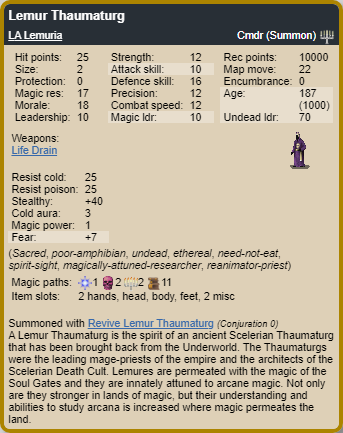 Lemur Thaumaturg
LA Lemuria Cmdr (Summon)
Hit points: 25 Strength: 12 Rec points: 10000
Size: 2 Attack skill: 10 Map move: 22
Protection: 0 Defence skill: 16 Encumbrance: 0
Magic res: 17 Precision: 12 Age: 187
Morale: 18 Combat speed: 12 (1000)
Leadership: 10 Magic ldr: 10 Undead ldr: 70
Weapons:
Life Drain
Resist cold: 25
Resist poison: 25
Stealthy: +40
Cold aura: 3
Magic power: 1
Fear: +7
(Sacred, poor-amphibian, undead, ethereal, need-not-eat,
spirit-sight, magically-attuned-researcher, reanimator-priest)
Magic paths: 1 2 2 11
Item slots: 2 hands, head, body, feet, 2 misc
Summoned with Revive Lemur Thaumaturg (Conjuration 0)
A Lemur Thaumaturg is the spirit of an ancient Scelerian Thaumaturg
that has been brought back from the Underworld. The Thaumaturgs
were the leading mage-priests of the empire and the architects of the
Scelerian Death Cult. Lemures are permeated with the magic of the
Soul Gates and they are innately attuned to arcane magic. Not only
are they stronger in lands of magic, but their understanding and
abilities to study arcana is increased where magic permeates the
land.